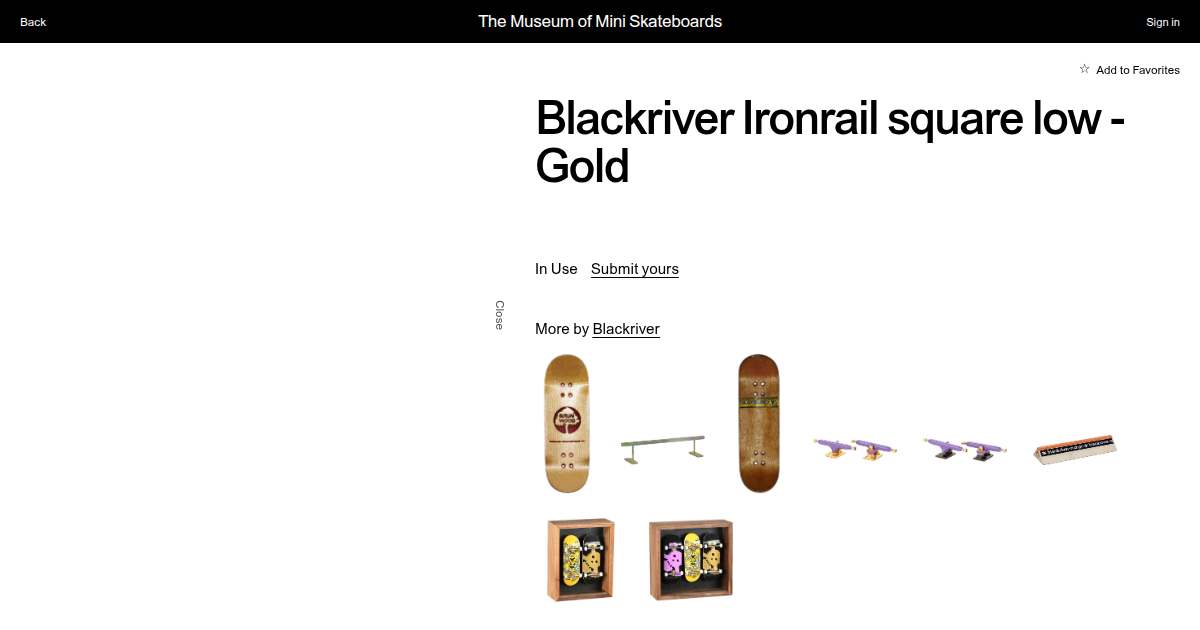 Back
The Museum of Mini Skateboards
Sign in
☆ Add to Favorites
Blackriver Ironrail square low -
Gold
In Use Submit yours
Close
More by Blackriver